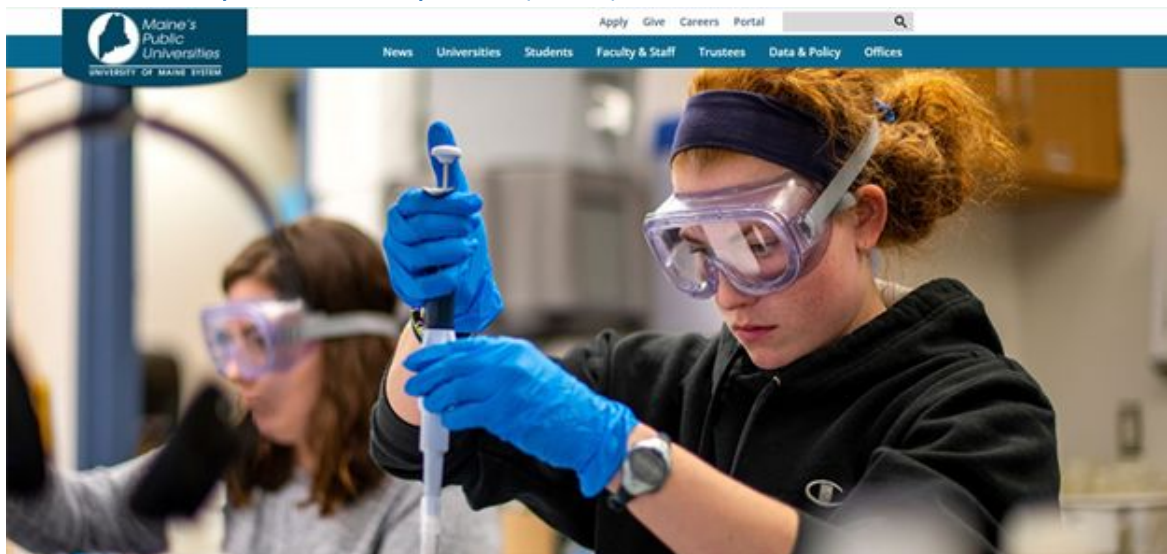 Maine's
Public
Universities
UNIVERSITY OF MAINE SYSTEM
Apply Give Careers Portal
News Universities Students Faculty & Staff Trustees Data & Policy Offices